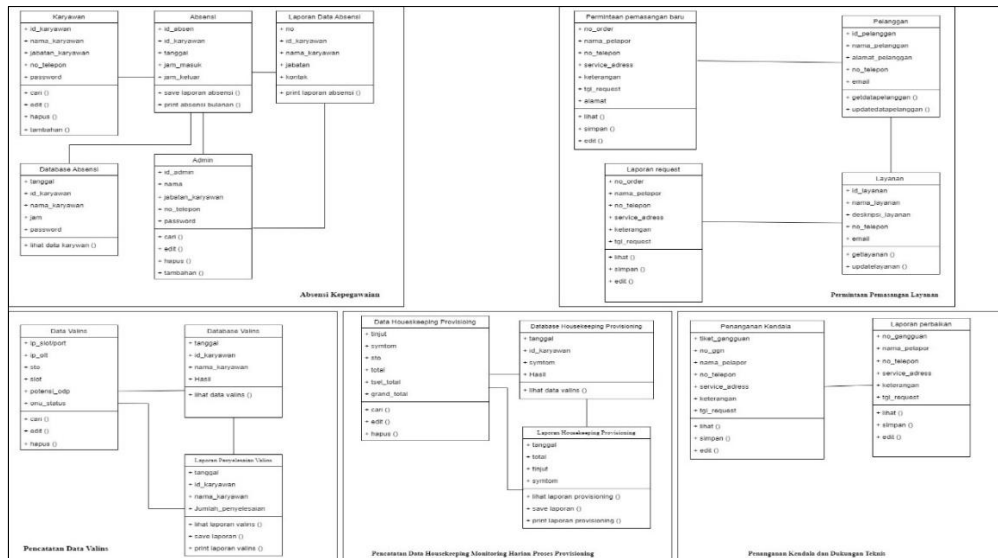 Karyawan
+ id_karyawan
+ nama_karyawan
+ jabatan_karyawan
+ no_telepon
+ password
+ cari ()
+ edit ()
+ hapus ()
+ tambahan ()
Absensi
+ id_absen
+ id_karyawan
+ tanggal
+ jam_masuk
+ jam_keluar
+ save laporan absensi ()
+ print absensi bulanan ()
Laporan Data Absensi
+ no
+ id_karyawan
+ nama_karyawan
+ jabatan
+ kontak
+ print laporan absensi ()
Database Absensi
+ tanggal
+ id_karyawan
+ nama_karyawan
+ jam
+ password
+ lihat data karywan ()
Admin
+ id_admin
+ nama
+ jabatan_karyawan
+ no_telepon
+ password
+ cari ()
+ edit ()
+ hapus ()
+ tambahan ()
Absensi Kepegawaian
Permintaan pemasangan baru
+ no_order
+ nama_pelapor
+ no_telepon
+ service_adress
+ keterangan
+ tgl_request
+ alamat
+ lihat ()
+ simpan ()
+ edit ()
Pelanggan
+ id_pelanggan
+ nama_pelanggan
+ alamat_pelanggan
+ no_telepon
+ email
+ getdatapelanggan ()
+ updatedatapelanggan ()
Laporan request
+ no_order
+ nama_pelapor
+ no_telepon
+ service_adress
+ keterangan
+ tgl_request
+ lihat ()
+ simpan ()
+ edit ()
Layanan
+ id_layanan
+ nama_layanan
+ deskripsi_layanan
+ no_telepon
+ email
+ getlayanan ()
+ updatelayanan ()
Permintaan Pemasangan Layanan
Data Valins
+ ip_slot/port
+ ip_olt
+ sto
+ slot
+ potensi_odp
+ onu_status
+ cari ()
+ edit ()
+ hapus ()
Database Valins
+ tanggal
+ id_karyawan
+ nama_karyawan
+ Hasil
+ lihat data valins ()
Laporan Penyelesaian Valins
+ tanggal
+ id_karyawan
+ nama_karyawan
+ Jumlah_penyelesaian
+ lihat laporan valins ()
+ save laporan ()
+ print laporan valins ()
Pencatatan Data Valins
Data Housekeeping Provisioning
+ tinjut
+ symtom
+ sto
+ total
+ tsel_total
+ grand_total
+ cari ()
+ edit ()
+ hapus ()
Database Housekeeping Provisioning
+ tanggal
+ id_karyawan
+ symtom
+ Hasil
+ lihat data valins ()
Laporan Housekeeping Provisioning
+ tanggal
+ total
+ tinjut
+ symtom
+ lihat laporan provisioning ()
+ save laporan ()
+ print laporan provisioning ()
Pencatatan Data Housekeeping Monitoring Harian Proses Provisioning
Penanganan Kendala
+ no_ggn
+ nama_pelapor
+ no_telepon
+ service_adress
+ keterangan
+ tgl_request
+ lihat ()
+ simpan ()
+ edit ()
Laporan perbaikan
+ no_gangguan
+ nama_pelapor
+ no_telepon
+ service_adress
+ keterangan
+ tgl_request
+ lihat ()
+ simpan ()
+ edit ()
Penanganan Kendala dan Dukungan Teknis